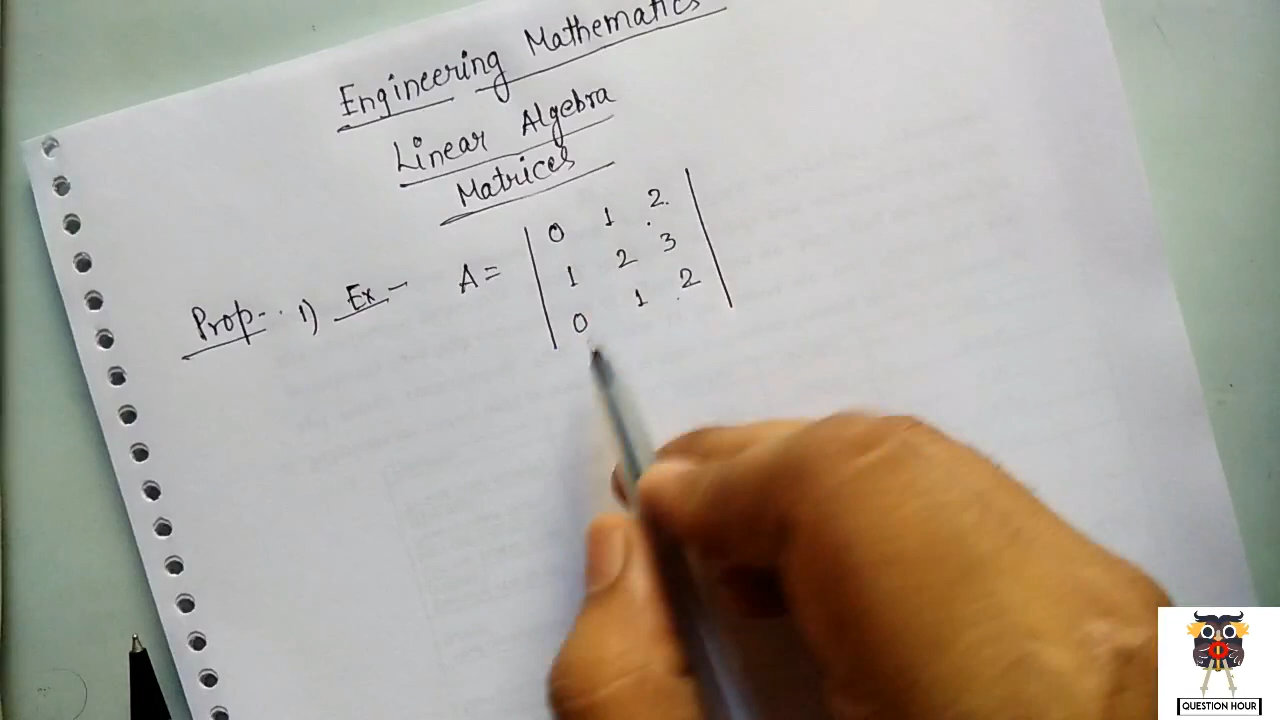 Engineering Mathematics
Linear Algebra
Matrices
Prop-. 1) Ex- A= | 0 1 2 |
| 1 2 3 |
| 0 1 2 |
QUESTION HOUR